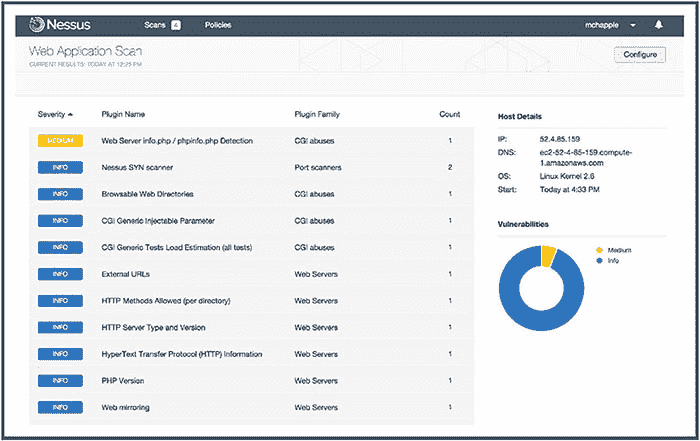 Nessus Scans 4 Policies mchapple
Web Application Scan
CURRENT RESULTS: TODAY AT 12:25 PM
Configure
Severity Plugin Name Plugin Family Count
MEDIUM Web Server info.php / phpinfo.php Detection CGI abuses 1
INFO Nessus SYN scanner Port scanners 2
INFO Browsable Web Directories CGI abuses 1
INFO CGI Generic Injectable Parameter CGI abuses 1
INFO CGI Generic Tests Load Estimation (all tests) CGI abuses 1
INFO External URLs Web Servers 1
INFO HTTP Methods Allowed (per directory) Web Servers 1
INFO HTTP Server Type and Version Web Servers 1
INFO HyperText Transfer Protocol (HTTP) Information Web Servers 1
INFO PHP Version Web Servers 1
INFO Web mirroring Web Servers 1
Host Details
IP: 52.4.85.159
DNS: ec2-52-4-85-159.compute-
1.amazonaws.com
OS: Linux Kernel 2.6
Start: Today at 4:33 PM
Vulnerabilities
Medium
Info